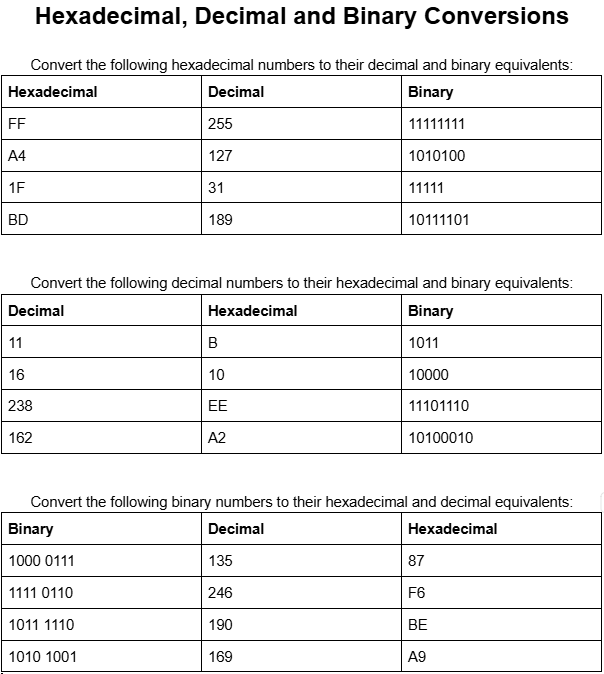 Hexadecimal, Decimal and Binary Conversions
Convert the following hexadecimal numbers to their decimal and binary equivalents:
Hexadecimal Decimal Binary
FF 255 11111111
A4 127 1010100
1F 31 11111
BD 189 10111101
Convert the following decimal numbers to their hexadecimal and binary equivalents:
Decimal Hexadecimal Binary
11 B 1011
16 10 10000
238 EE 11101110
162 A2 10100010
Convert the following binary numbers to their hexadecimal and decimal equivalents:
Binary Decimal Hexadecimal
1000 0111 135 87
1111 0110 246 F6
1011 1110 190 BE
1010 1001 169 A9